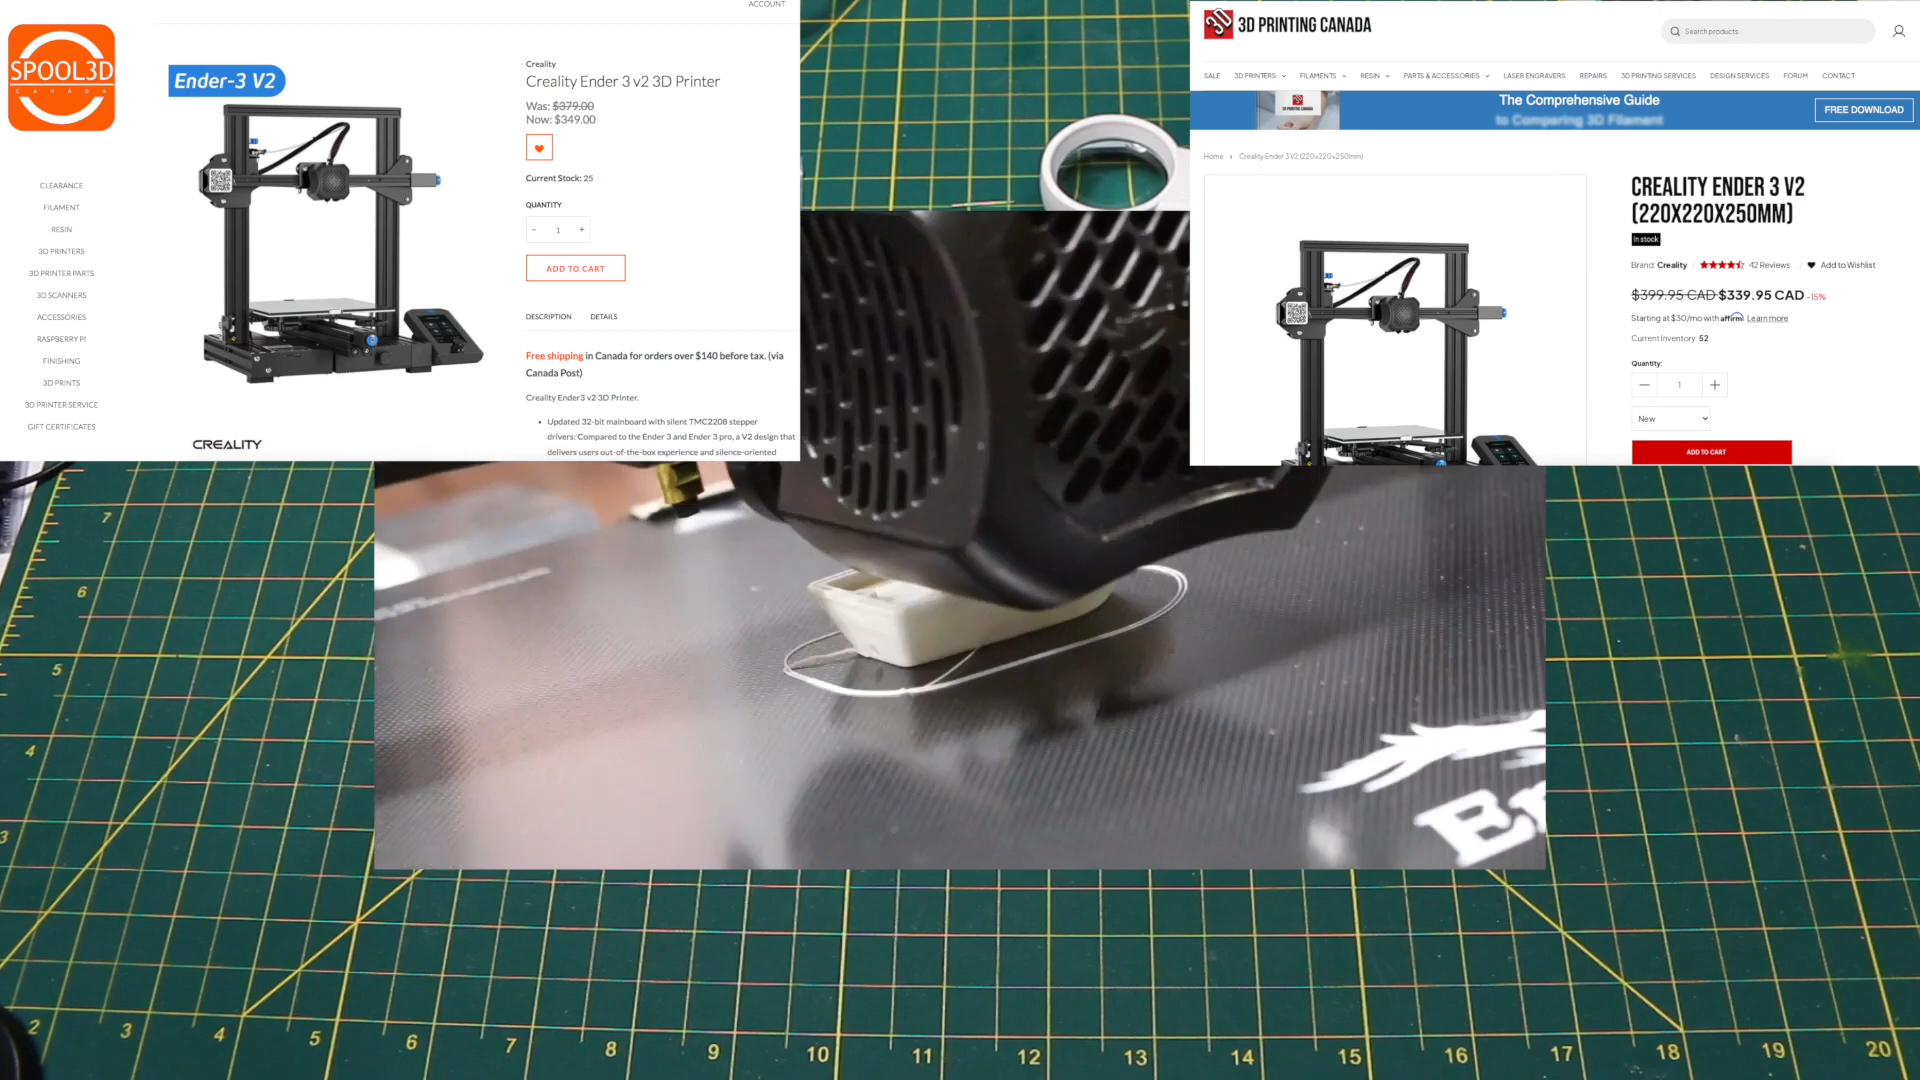 ACCOUNT
SPOOL3D
CANADA
CLEARANCE
FILAMENT
RESIN
3D PRINTERS
3D PRINTER PARTS
3D SCANNERS
ACCESSORIES
RASPBERRY PI
FINISHING
3D PRINTS
3D PRINTER SERVICE
GIFT CERTIFICATES
Ender-3 V2
CREALITY
Creality
Creality Ender 3 v2 3D Printer
Was: $379.00
Now: $349.00
Current Stock: 25
QUANTITY
- 1 +
ADD TO CART
DESCRIPTION DETAILS
Free shipping in Canada for orders over $140 before tax. (via
Canada Post)
Creality Ender3 v2 3D Printer.
• Updated 32-bit mainboard with silent TMC2208 stepper
drivers: Compared to the Ender 3 and Ender 3 pro, a V2 design that
delivers users out-of-the-box experience and silence-oriented
3D 3D PRINTING CANADA
Search products
SALE 3D PRINTERS FILAMENTS RESIN PARTS & ACCESSORIES LASER ENGRAVERS REPAIRS 3D PRINTING SERVICES DESIGN SERVICES FORUM CONTACT
3D PRINTING CANADA
The Comprehensive Guide
to Comparing 3D Filament
FREE DOWNLOAD
Home › Creality Ender 3 V2 (220x220x250mm)
CREALITY ENDER 3 V2
(220X220X250MM)
In stock
Brand: Creality / 42 Reviews / Add to Wishlist
$399.95 CAD $339.95 CAD -15%
Starting at $30/mo with affirm. Learn more
Current Inventory: 52
Quantity:
— 1 +
New
ADD TO CART
7
6
5
4
3
2 3 4 5 6 7 8 9 10 11 12 13 14 15 16 17 18 19 20